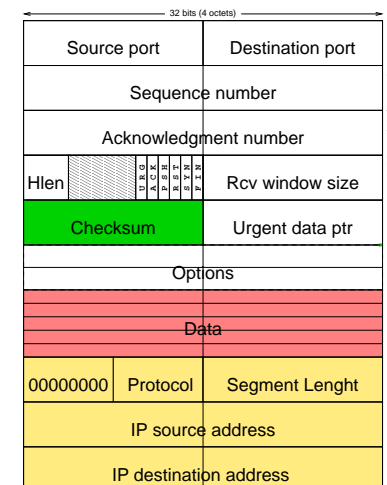 32 bits (4 octets)
Source port Destination port
Sequence number
Acknowledgment number
Hlen URG ACK PSH RST SYN FIN Rcv window size
Checksum Urgent data ptr
Options
Data
00000000 Protocol Segment Lenght
IP source address
IP destination address